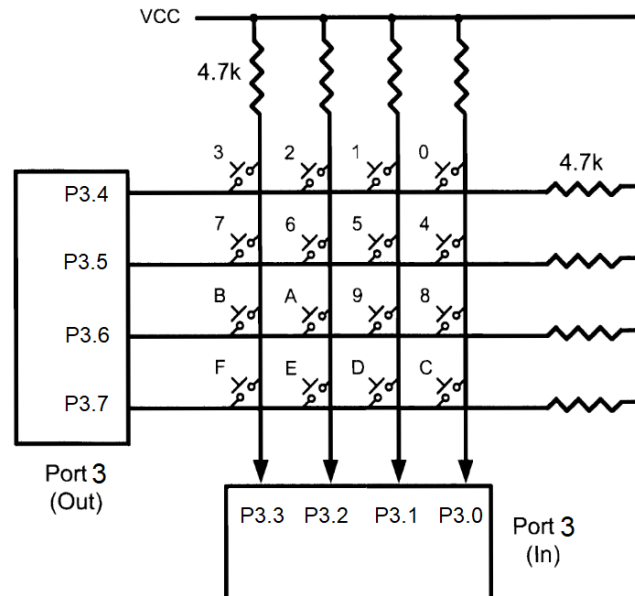 VCC
4.7k
3 2 1 0
4.7k
P3.4
7 6 5 4
P3.5
B A 9 8
P3.6
F E D C
P3.7
Port 3
(Out)
P3.3 P3.2 P3.1 P3.0
Port 3
(In)